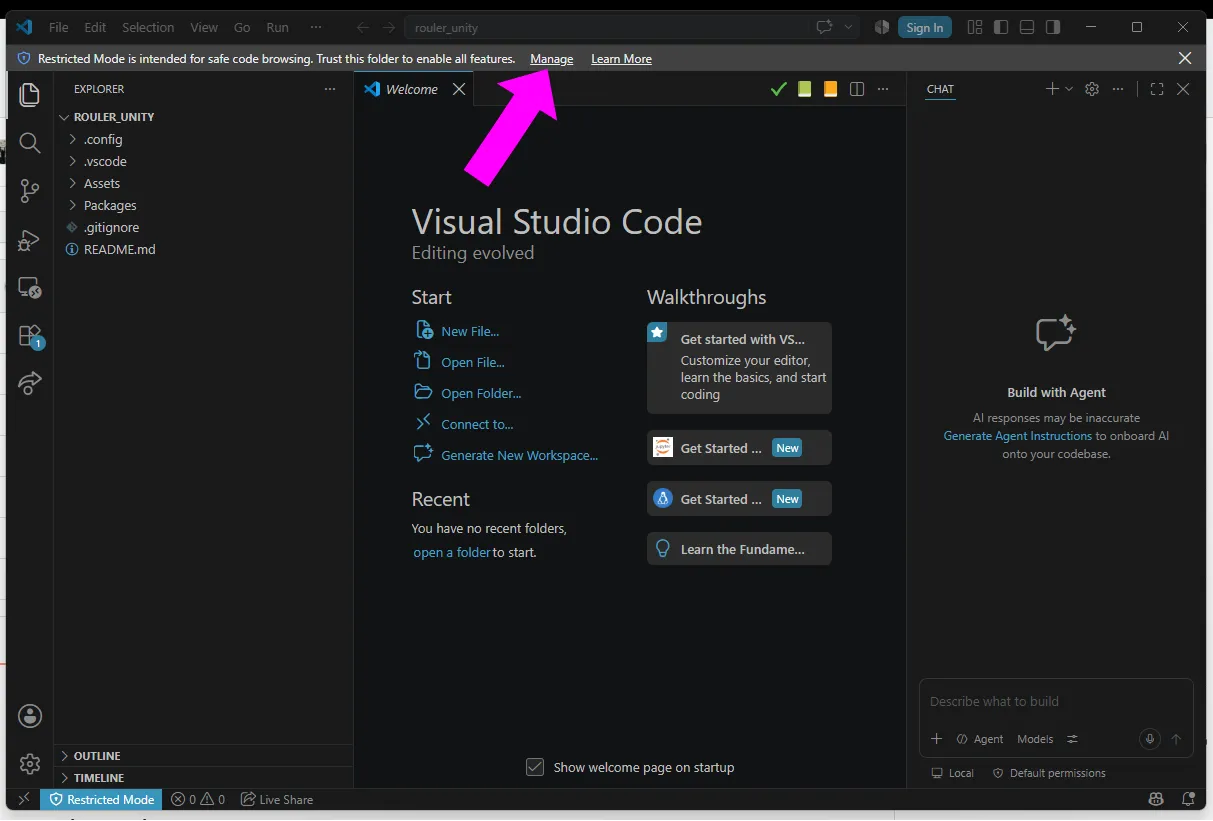 File Edit Selection View Go Run ··· rouler_unity Sign In
Restricted Mode is intended for safe code browsing. Trust this folder to enable all features. Manage Learn More
EXPLORER
ROULER_UNITY
.config
.vscode
Assets
Packages
.gitignore
README.md
OUTLINE
TIMELINE
Welcome
Visual Studio Code
Editing evolved
Start
New File...
Open File...
Open Folder...
Connect to...
Generate New Workspace...
Recent
You have no recent folders,
open a folder to start.
Walkthroughs
Get started with VS...
Customize your editor,
learn the basics, and start
coding
Get Started ... New
Get Started ... New
Learn the Fundame...
Show welcome page on startup
CHAT
Build with Agent
AI responses may be inaccurate
Generate Agent Instructions to onboard AI
onto your codebase.
Describe what to build
Agent Models
Local Default permissions
Restricted Mode 0 0 Live Share
1